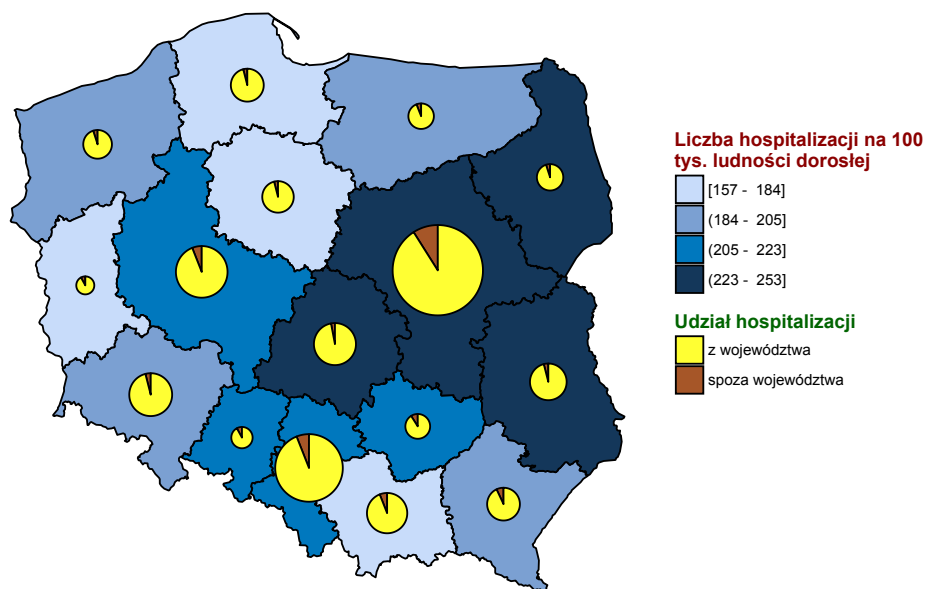 Liczba hospitalizacji na 100
tys. ludności dorosłej
[157 - 184]
(184 - 205]
(205 - 223]
(223 - 253]
Udział hospitalizacji
z województwa
spoza województwa